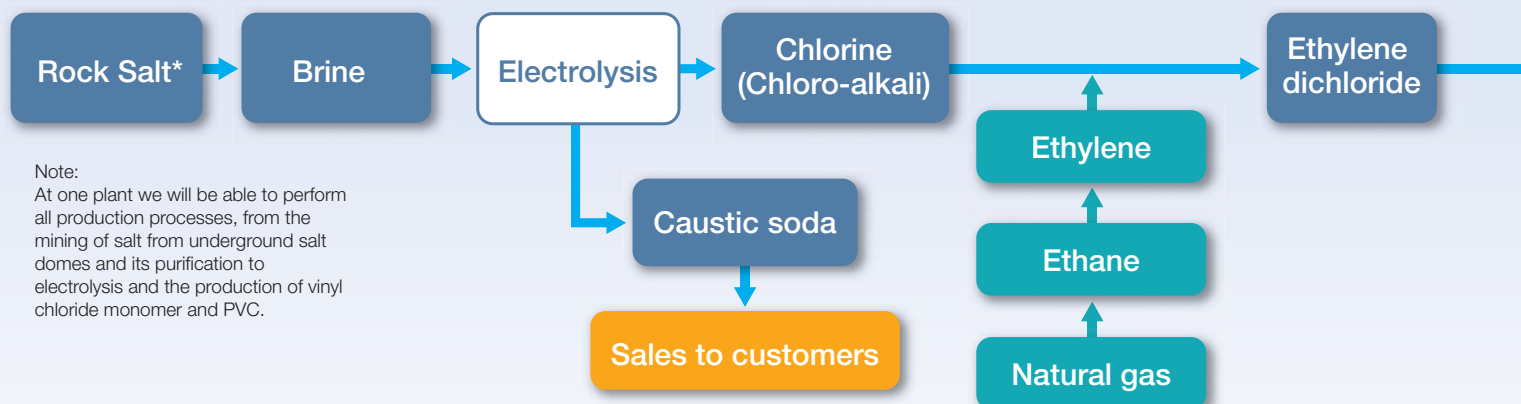 Rock Salt*
Brine
Electrolysis
Chlorine
(Chloro-alkali)
Ethylene
dichloride
Ethylene
Note:
At one plant we will be able to perform
all production processes, from the
mining of salt from underground salt
domes and its purification to
electrolysis and the production of vinyl
chloride monomer and PVC.
Caustic soda
Ethane
Sales to customers
Natural gas